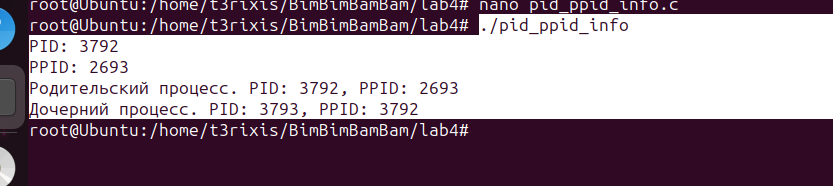 root@Ubuntu:/home/t3rixis/BimBimBamBam/lab4# nano pid_ppid_info.c
root@Ubuntu:/home/t3rixis/BimBimBamBam/lab4# ./pid_ppid_info
PID: 3792
PPID: 2693
Родительский процесс. PID: 3792, PPID: 2693
Дочерний процесс. PID: 3793, PPID: 3792
root@Ubuntu:/home/t3rixis/BimBimBamBam/lab4#